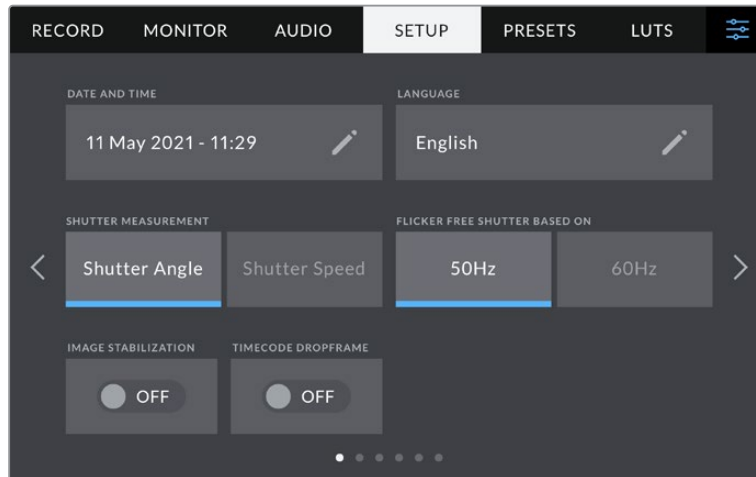 RECORD MONITOR AUDIO SETUP PRESETS LUTS
DATE AND TIME LANGUAGE
11 May 2021 - 11:29 English
SHUTTER MEASUREMENT FLICKER FREE SHUTTER BASED ON
Shutter Angle Shutter Speed 50Hz 60Hz
IMAGE STABILIZATION TIMECODE DROPFRAME
OFF OFF